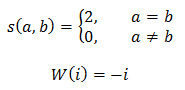 s(a, b) = {2, a = b
{0, a ≠ b
W(i) = −i